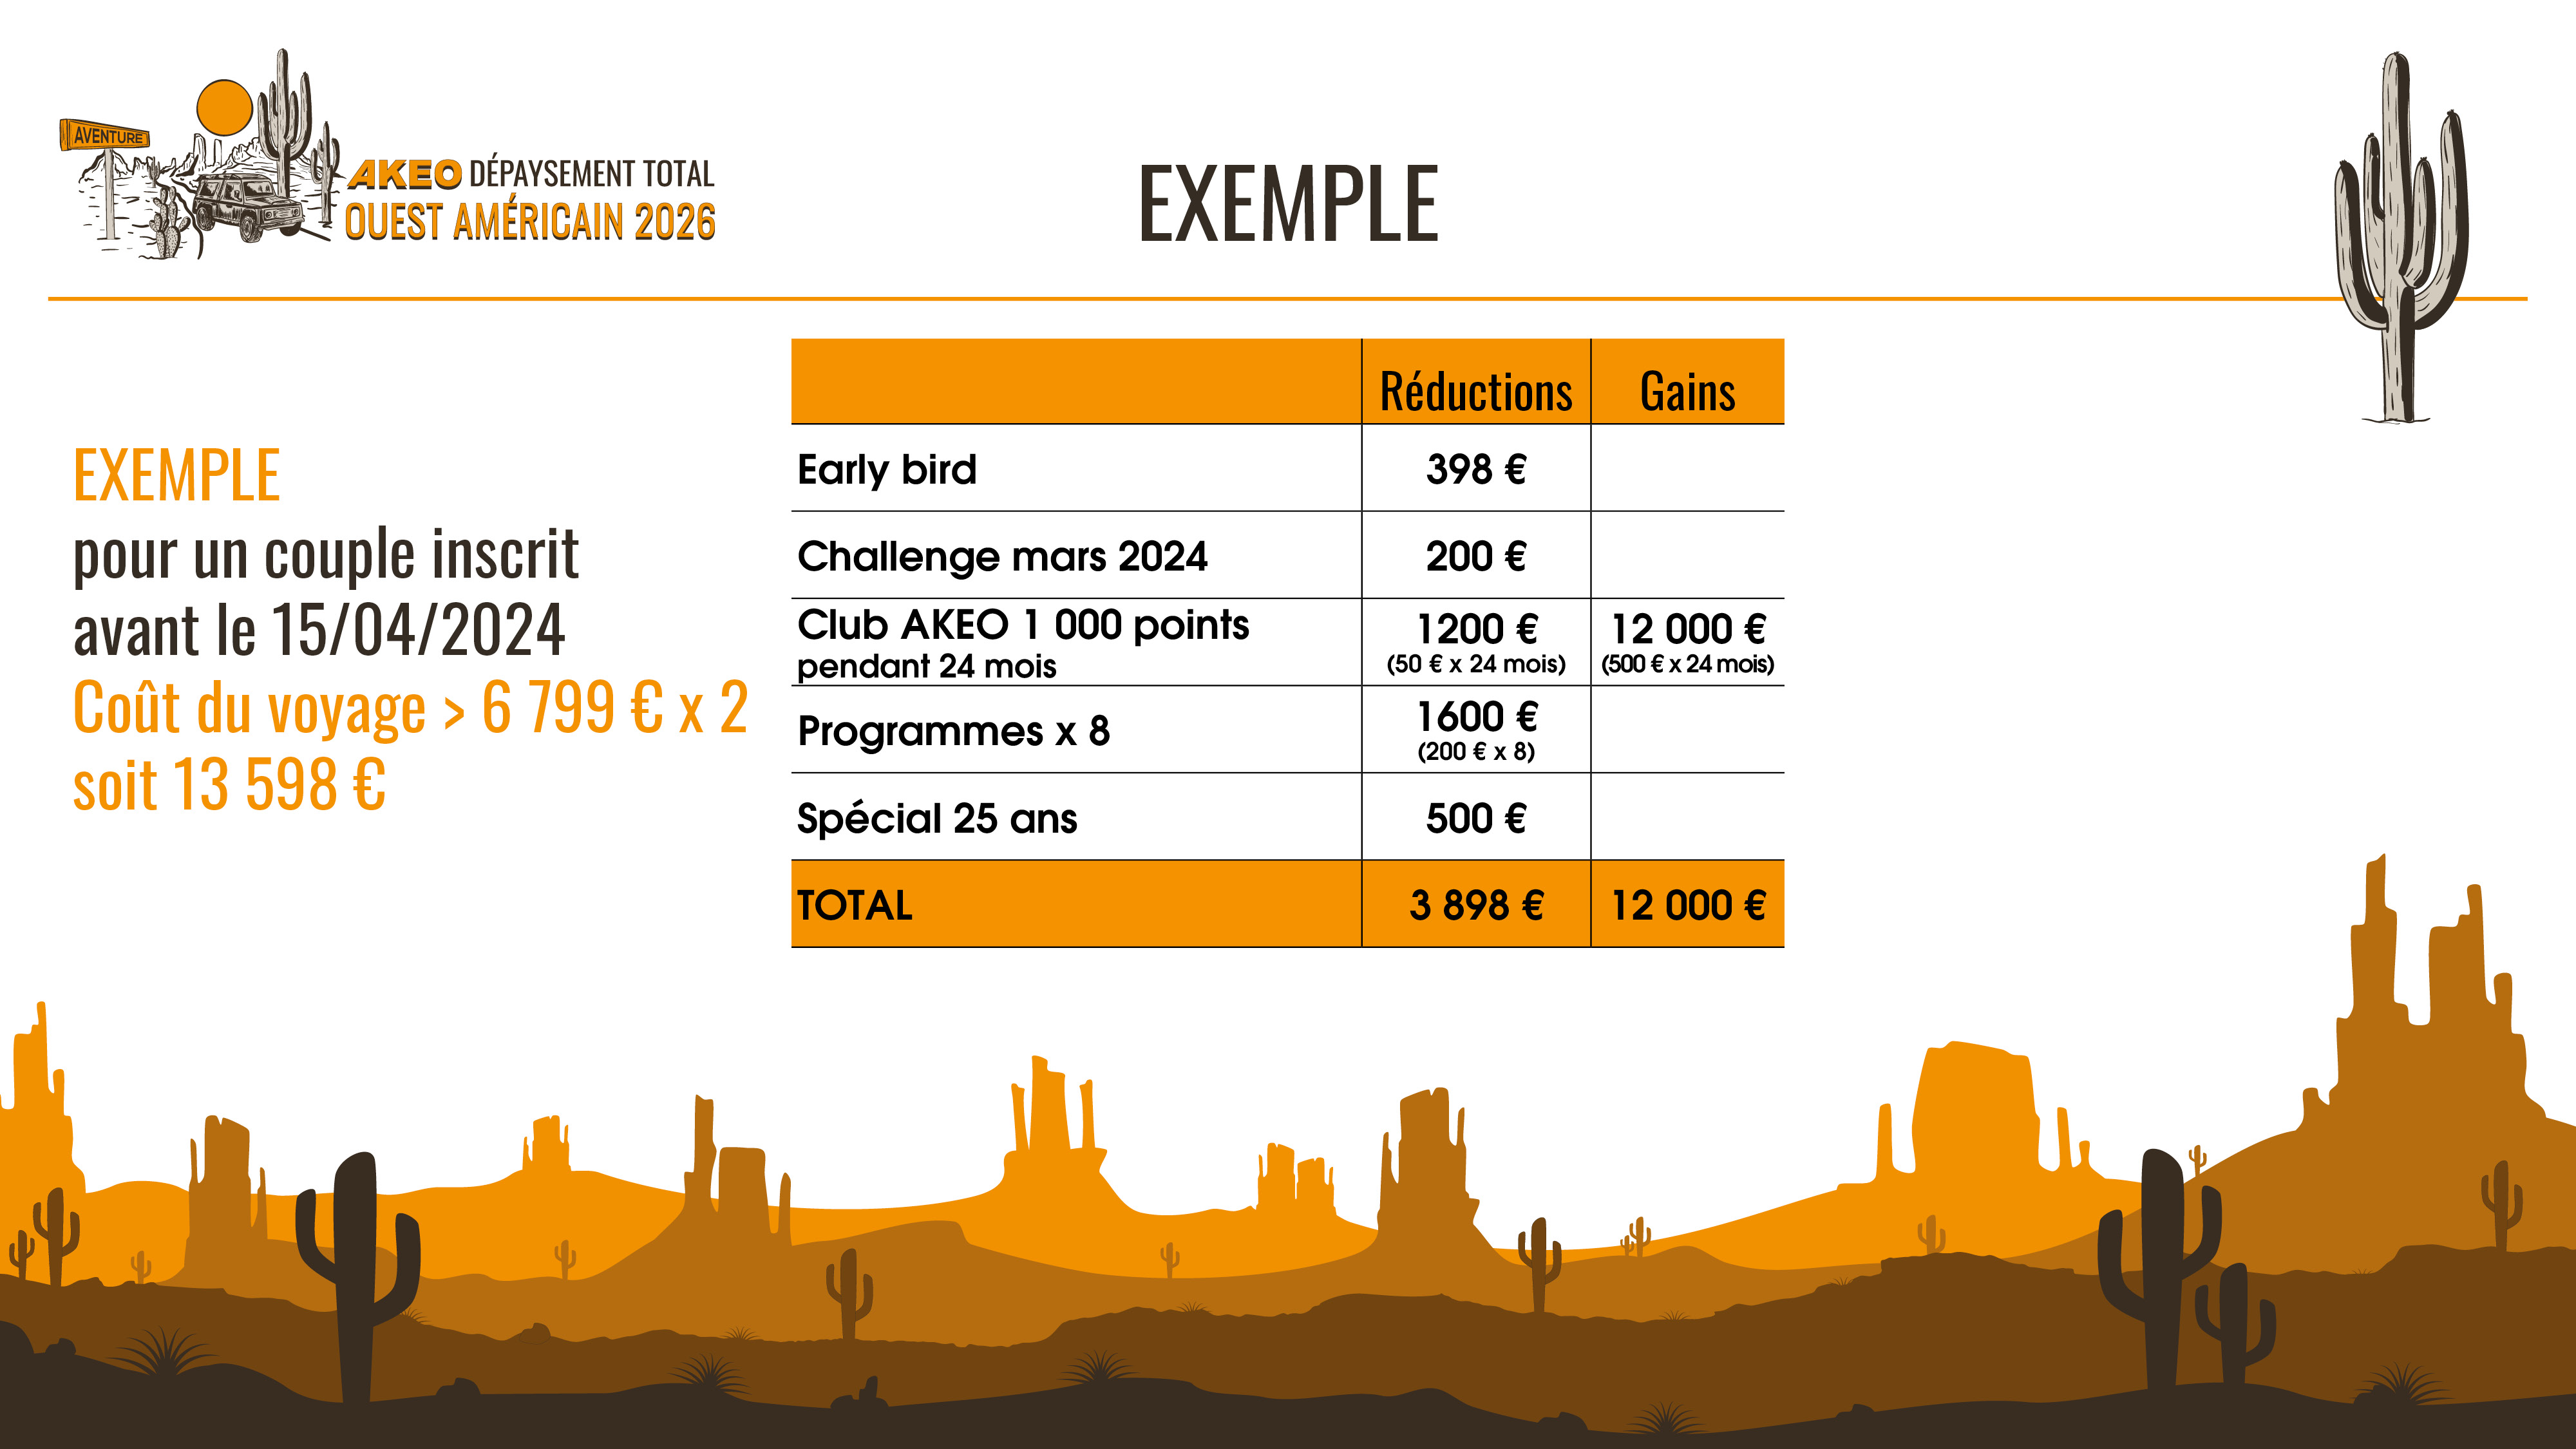 AVENTURE
AKEO DÉPAYSEMENT TOTAL
OUEST AMÉRICAIN 2026
EXEMPLE
EXEMPLE
pour un couple inscrit
avant le 15/04/2024
Coût du voyage > 6 799 € x 2
soit 13 598 €
Réductions Gains
Early bird 398 €
Challenge mars 2024 200 €
Club AKEO 1 000 points 1200 € 12 000 €
pendant 24 mois (50 € x 24 mois) (500 € x 24 mois)
Programmes x 8 1600 €
(200 € x 8)
Spécial 25 ans 500 €
TOTAL 3 898 € 12 000 €